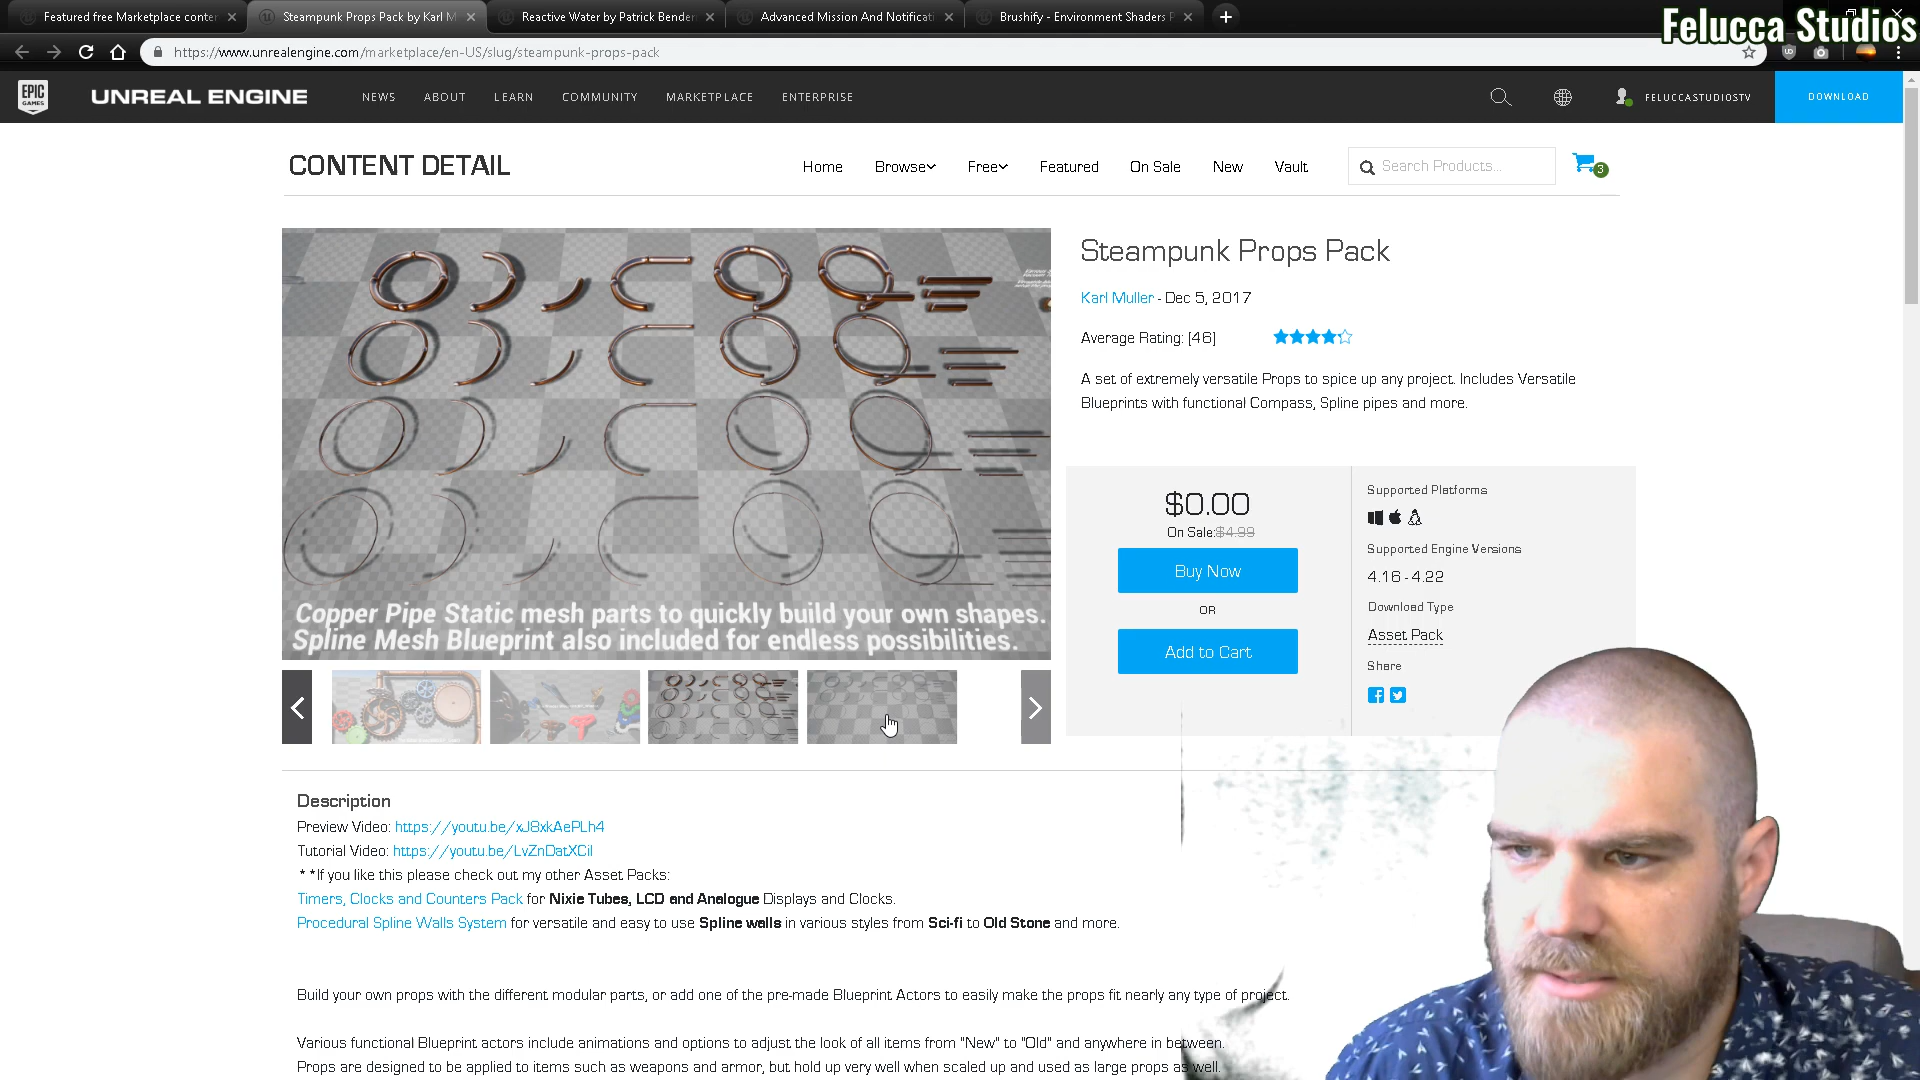 Featured free Marketplace conten
Steampunk Props Pack by Karl M
Reactive Water by Patrick Bender
Advanced Mission And Notificati
Brushify - Environment Shaders P
Felucca Studios
https://www.unrealengine.com/marketplace/en-US/slug/steampunk-props-pack
EPIC GAMES
UNREAL ENGINE
NEWS ABOUT LEARN COMMUNITY MARKETPLACE ENTERPRISE
FELUCCASTUDIOSTV
DOWNLOAD
CONTENT DETAIL
Home Browse Free Featured On Sale New Vault
Search Products...
3
Steampunk Props Pack
Karl Muller - Dec 5, 2017
Average Rating: [46]
A set of extremely versatile Props to spice up any project. Includes Versatile
Blueprints with functional Compass, Spline pipes and more.
Copper Pipe Static mesh parts to quickly build your own shapes.
Spline Mesh Blueprint also included for endless possibilities.
$0.00
On Sale:$4.99
Buy Now
OR
Add to Cart
Supported Platforms
Supported Engine Versions
4.16 - 4.22
Download Type
Asset Pack
Share
Description
Preview Video: https://youtu.be/xJ8xkAePLh4
Tutorial Video: https://youtu.be/LvZnDatXCiI
**If you like this please check out my other Asset Packs:
Timers, Clocks and Counters Pack for Nixie Tubes, LCD and Analogue Displays and Clocks.
Procedural Spline Walls System for versatile and easy to use Spline walls in various styles from Sci-fi to Old Stone and more.
Build your own props with the different modular parts, or add one of the pre-made Blueprint Actors to easily make the props fit nearly any type of project.
Various functional Blueprint actors include animations and options to adjust the look of all items from "New" to "Old" and anywhere in between.
Props are designed to be applied to items such as weapons and armor, but hold up very well when scaled up and used as large props as well.